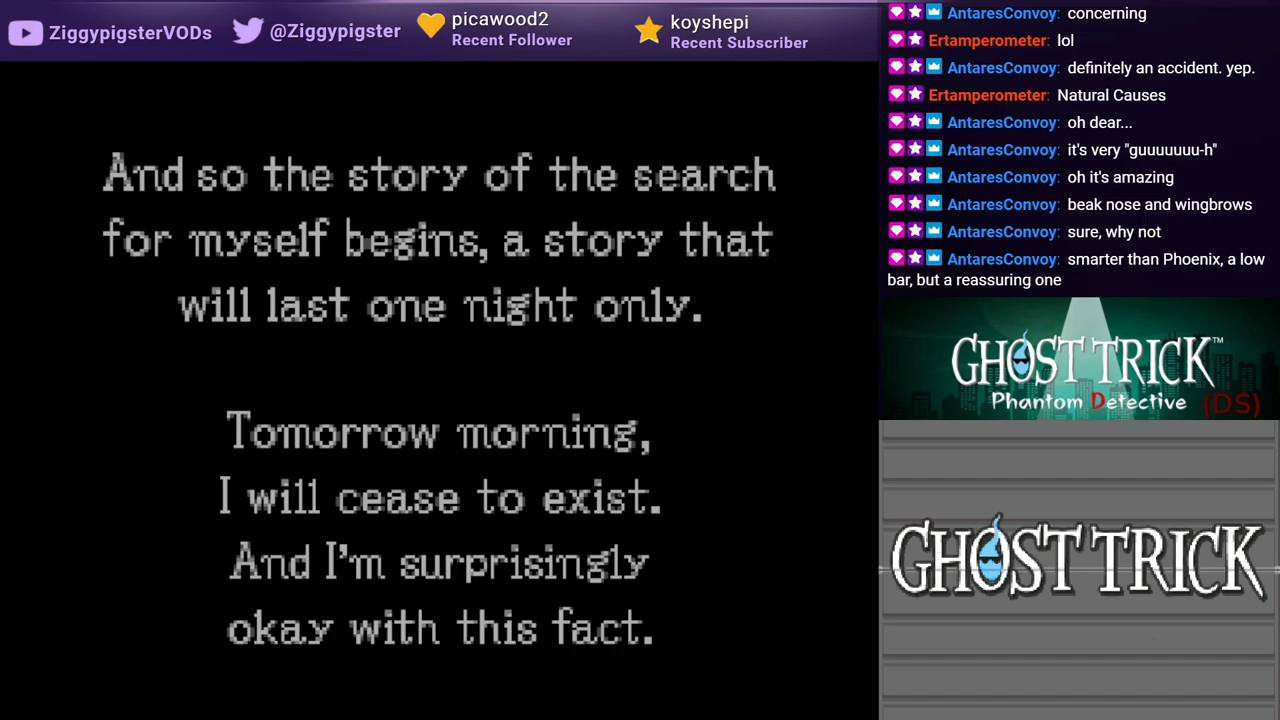 ZiggypigsterVODs
@Ziggypigster
picawood2
Recent Follower
koyshepi
Recent Subscriber
And so the story of the search
for myself begins, a story that
will last one night only.
Tomorrow morning,
I will cease to exist.
And I'm surprisingly
okay with this fact.
AntaresConvoy: concerning
Ertamperometer: lol
AntaresConvoy: definitely an accident. yep.
Ertamperometer: Natural Causes
AntaresConvoy: oh dear...
AntaresConvoy: it's very "guuuuuuu-h"
AntaresConvoy: oh it's amazing
AntaresConvoy: beak nose and wingbrows
AntaresConvoy: sure, why not
AntaresConvoy: smarter than Phoenix, a low
bar, but a reassuring one
GHOST TRICK™
Phantom Detective (DS)
GHOST TRICK